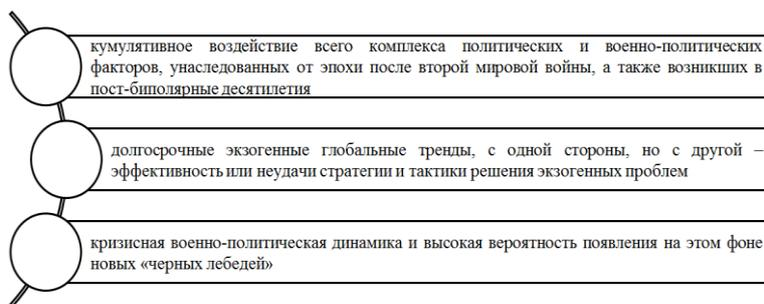 кумулятивное воздействие всего комплекса политических и военно-политических
факторов, унаследованных от эпохи после второй мировой войны, а также возникших в
пост-биполярные десятилетия
долгосрочные экзогенные глобальные тренды, с одной стороны, но с другой –
эффективность или неудачи стратегии и тактики решения экзогенных проблем
кризисная военно-политическая динамика и высокая вероятность появления на этом фоне
новых «черных лебедей»